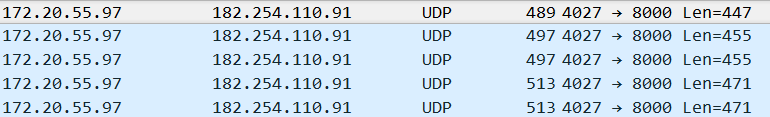 172.20.55.97 182.254.110.91 UDP 489 4027 → 8000 Len=447
172.20.55.97 182.254.110.91 UDP 497 4027 → 8000 Len=455
172.20.55.97 182.254.110.91 UDP 497 4027 → 8000 Len=455
172.20.55.97 182.254.110.91 UDP 513 4027 → 8000 Len=471
172.20.55.97 182.254.110.91 UDP 513 4027 → 8000 Len=471